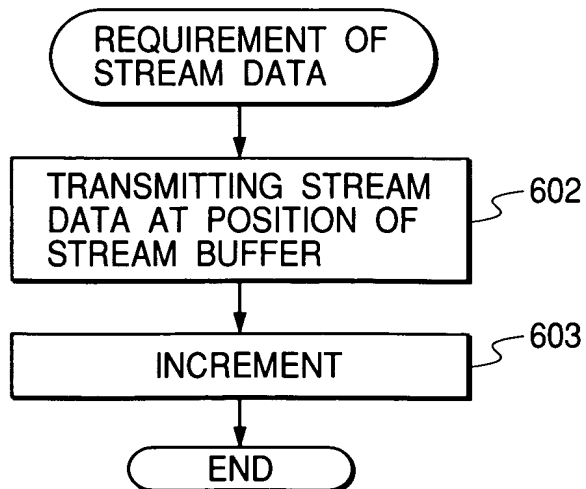 REQUIREMENT OF
STREAM DATA
TRANSMITTING STREAM
DATA AT POSITION OF
STREAM BUFFER
602
INCREMENT
603
END